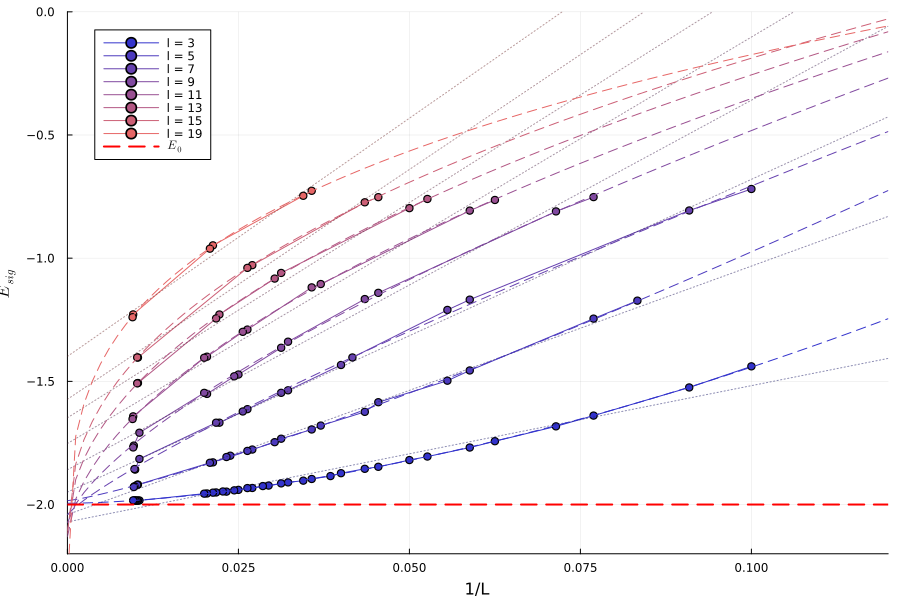 0.0
−0.5
−1.0
−1.5
−2.0
E_sig
l = 3
l = 5
l = 7
l = 9
l = 11
l = 13
l = 15
l = 19
E_0
0.000 0.025 0.050 0.075 0.100
1/L